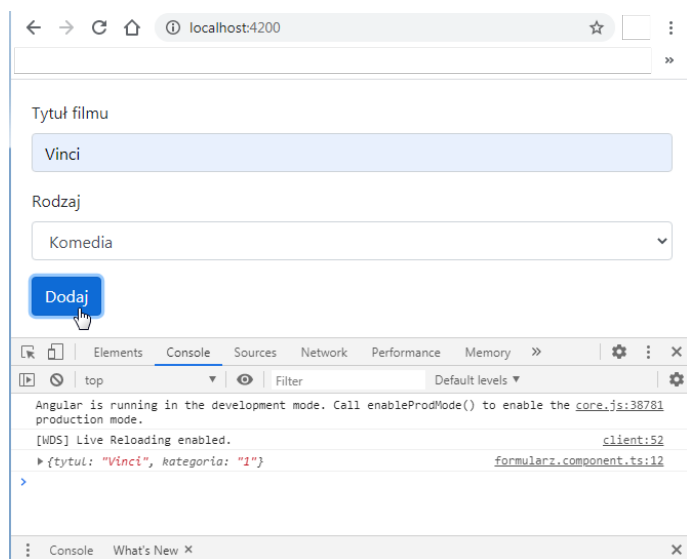 localhost:4200
»
Tytuł filmu
Vinci
Rodzaj
Komedia
Dodaj
Elements Console Sources Network Performance Memory »
top Filter Default levels ▼
Angular is running in the development mode. Call enableProdMode() to enable the core.js:38781
production mode.
[WDS] Live Reloading enabled. client:52
{tytul: "Vinci", kategoria: "1"} formularz.component.ts:12
>
Console What's New ×